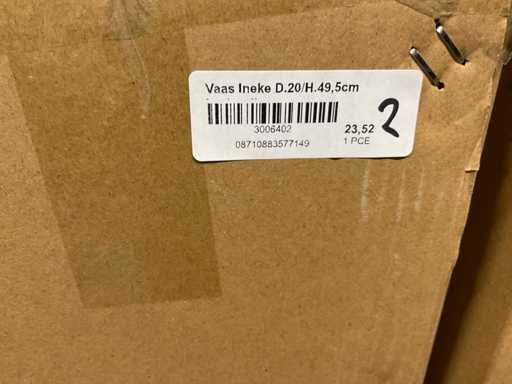 Vaas Ineke D.20/H.49,5cm
3006402
23,52
2
08710883577149
1 PCE